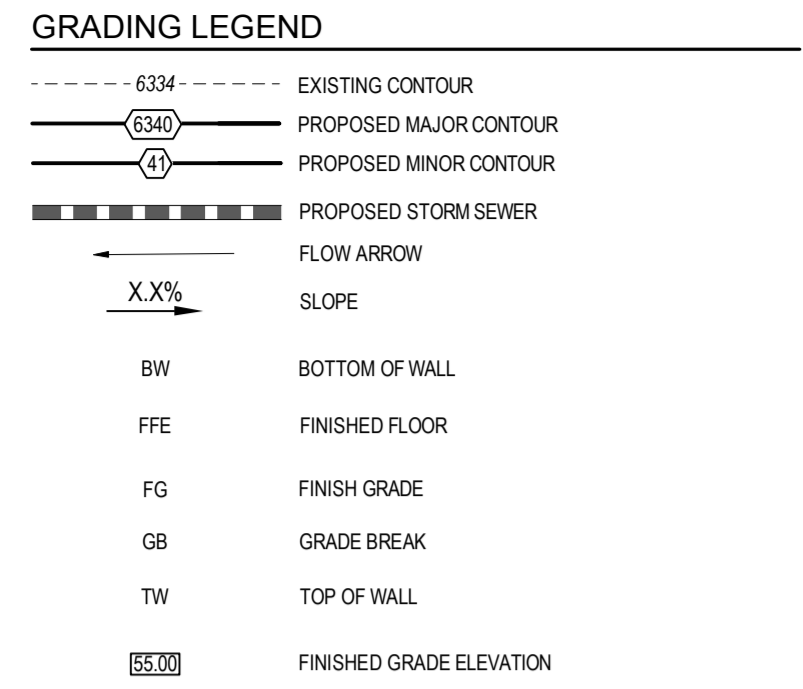 GRADING LEGEND
6334 EXISTING CONTOUR
6340 PROPOSED MAJOR CONTOUR
41 PROPOSED MINOR CONTOUR
PROPOSED STORM SEWER
FLOW ARROW
X.X% SLOPE
BW BOTTOM OF WALL
FFE FINISHED FLOOR
FG FINISH GRADE
GB GRADE BREAK
TW TOP OF WALL
55.00 FINISHED GRADE ELEVATION